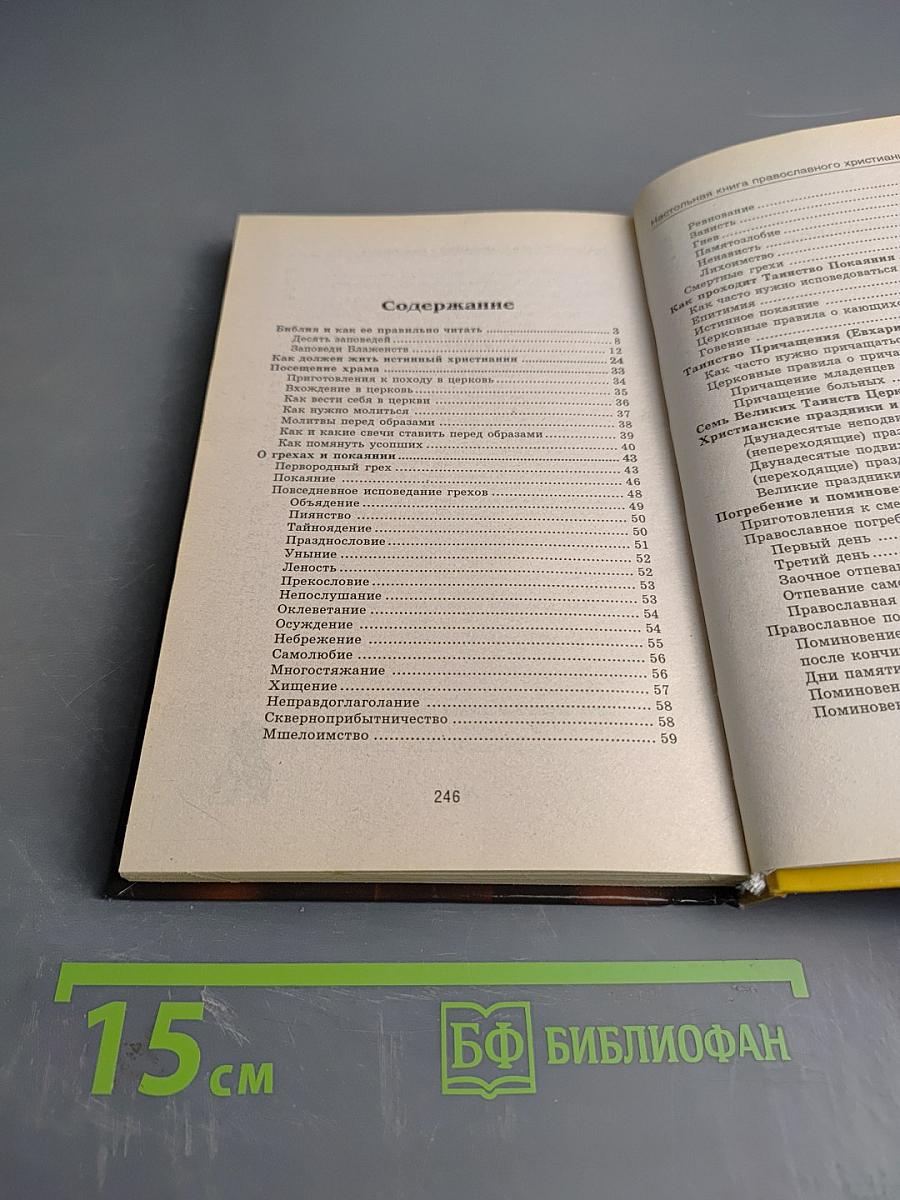 Содержание
Библия и как ее правильно читать 3
Десять заповедей 8
Заповеди Блаженств 12
Как должен жить истинный христианин 24
Посещение храма 33
Приготовления к походу в церковь 34
Вхождение в церковь 35
Как вести себя в церкви 36
Как нужно молиться 37
Молитвы перед образами 38
Как и какие свечи ставить перед образами 39
Как помянуть усопших 40
О грехах и покаянии 43
Первородный грех 43
Покаяние 46
Повседневное исповедание грехов 48
Объядение 49
Пиянство 50
Тайноядение 50
Празднословие 51
Уныние 52
Леность 52
Прекословие 53
Непослушание 53
Оклеветание 54
Осуждение 54
Небрежение 55
Самолюбие 56
Многостяжание 56
Хищение 57
Неправдоглаголание 58
Скверноприбытничество 58
Мшелоимство 59
246
Настольная книга православного
Ревнование
Зависть
Гнев
Памятозлобие
Ненависть
Лихоимство
Смертные грехи
Как проходит Таинство Покаяния
Как часто нужно исповедоваться
Епитимия
Истинное покаяние
Церковные правила о
Говение
Таинство Причащения
Как часто нужно
Церковные правила о
Причащение младенцев
Причащение больных
Семь Великих Таинств
Христианские праздники и
Двунадесятые
(непереходящие)
Двунадесятые
(переходящие)
Великие праздники
Погребение и
Приготовления к
Православное
Первый день
Третий день
Заочное
Отпевание
Православная
Православное
Поминовение
после
Дни памяти
15 см
БФ БИБЛИОФАН